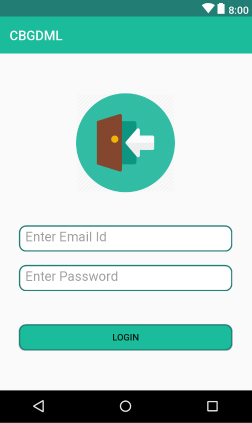 8:00
CBGDML
Enter Email Id
Enter Password
LOGIN